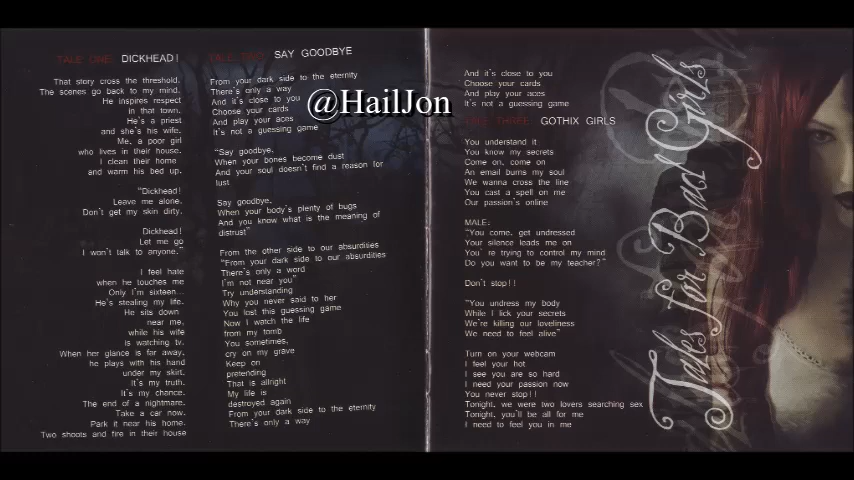 TALE ONE: DICKHEAD!
That story cross the threshold.
The scenes go back to my mind.
He inspires respect
in that town.
He's a priest
and she's his wife.
Me, a poor girl
who lives in their house.
I clean their home
and warm his bed up.
"Dickhead!
Leave me alone.
Don't get my skin dirty.
Dickhead!
Let me go
I won't talk to anyone."
I feel hate
when he touches me
Only I'm sixteen...
He's stealing my life.
He sits down
near me,
while his wife
is watching tv.
When her glance is far away,
he plays with his hand
under my skirt.
It's my truth.
It's my chance.
The end of a nightmare.
Take a car now.
Park it near his home.
Two shoots and fire in their house
TALE TWO: SAY GOODBYE
From your dark side to the eternity
There's only a way
And it's close to you
Choose your cards
And play your aces
It's not a guessing game
"Say goodbye,
When your bones become dust
And your soul doesn't find a reason for
lust
Say goodbye,
When your body's plenty of bugs
And you know what is the meaning of
distrust"
From the other side to our absurdities
"From your dark side to our absurdities
There's only a word
I'm not near you"
Try understanding
Why you never said to her
You lost this guessing game
Now I watch the life
from my tomb
You sometimes,
cry on my grave
Keep on
pretending
That is allright
My life is
destroyed again
From your dark side to the eternity
There's only a way
@HailJon
And it's close to you
Choose your cards
And play your aces
It's not a guessing game
TALE THREE: GOTHIX GIRLS
You understand it
You know my secrets
Come on, come on
An email burns my soul
We wanna cross the line
You cast a spell on me
Our passion's online
MALE:
"You come, get undressed
Your silence leads me on
You're trying to control my mind
Do you want to be my teacher?"
Don't stop!!
"You undress my body
While I lick your secrets
We're killing our loveliness
We need to feel alive"
Turn on your webcam
I feel your hot
I see you are so hard
I need your passion now
You never stop!!
Tonight, we were two lovers searching sex
Tonight, you'll be all for me
I need to feel you in me
Tales for Bad Girls